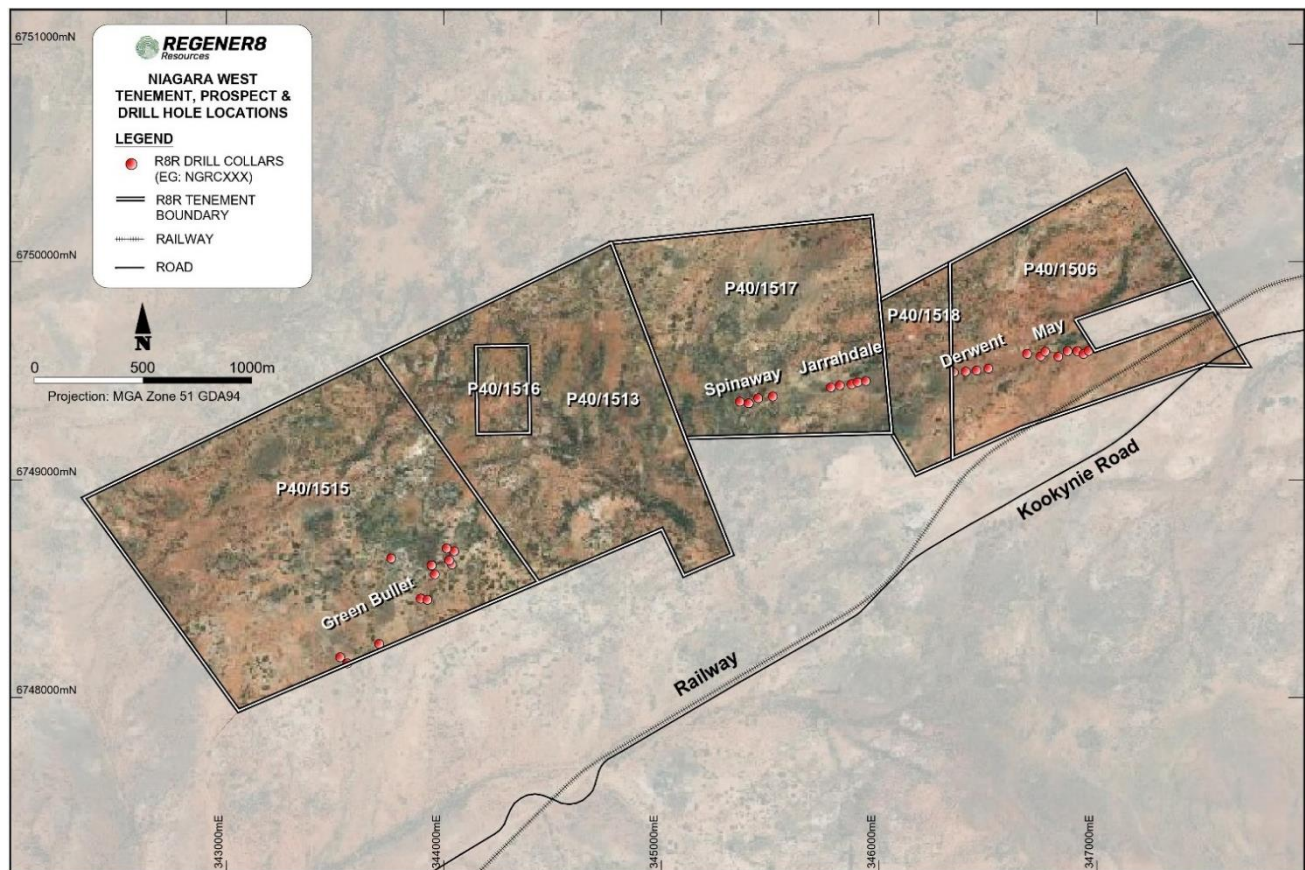 6751000mN
REGENER8
Resources
NIAGARA WEST
TENEMENT, PROSPECT &
DRILL HOLE LOCATIONS
LEGEND
R8R DRILL COLLARS
(EG: NGRCXXX)
R8R TENEMENT
BOUNDARY
RAILWAY
ROAD
6750000mN
N
0 500 1000m
Projection: MGA Zone 51 GDA94
P40/1517
P40/1506
P40/1518
May
Derwent
Jarrahdale
Spinaway
P40/1516
P40/1513
6749000mN
P40/1515
Kookynie Road
Green Bullet
Railway
6748000mN
343000mE
344000mE
345000mE
346000mE
347000mE